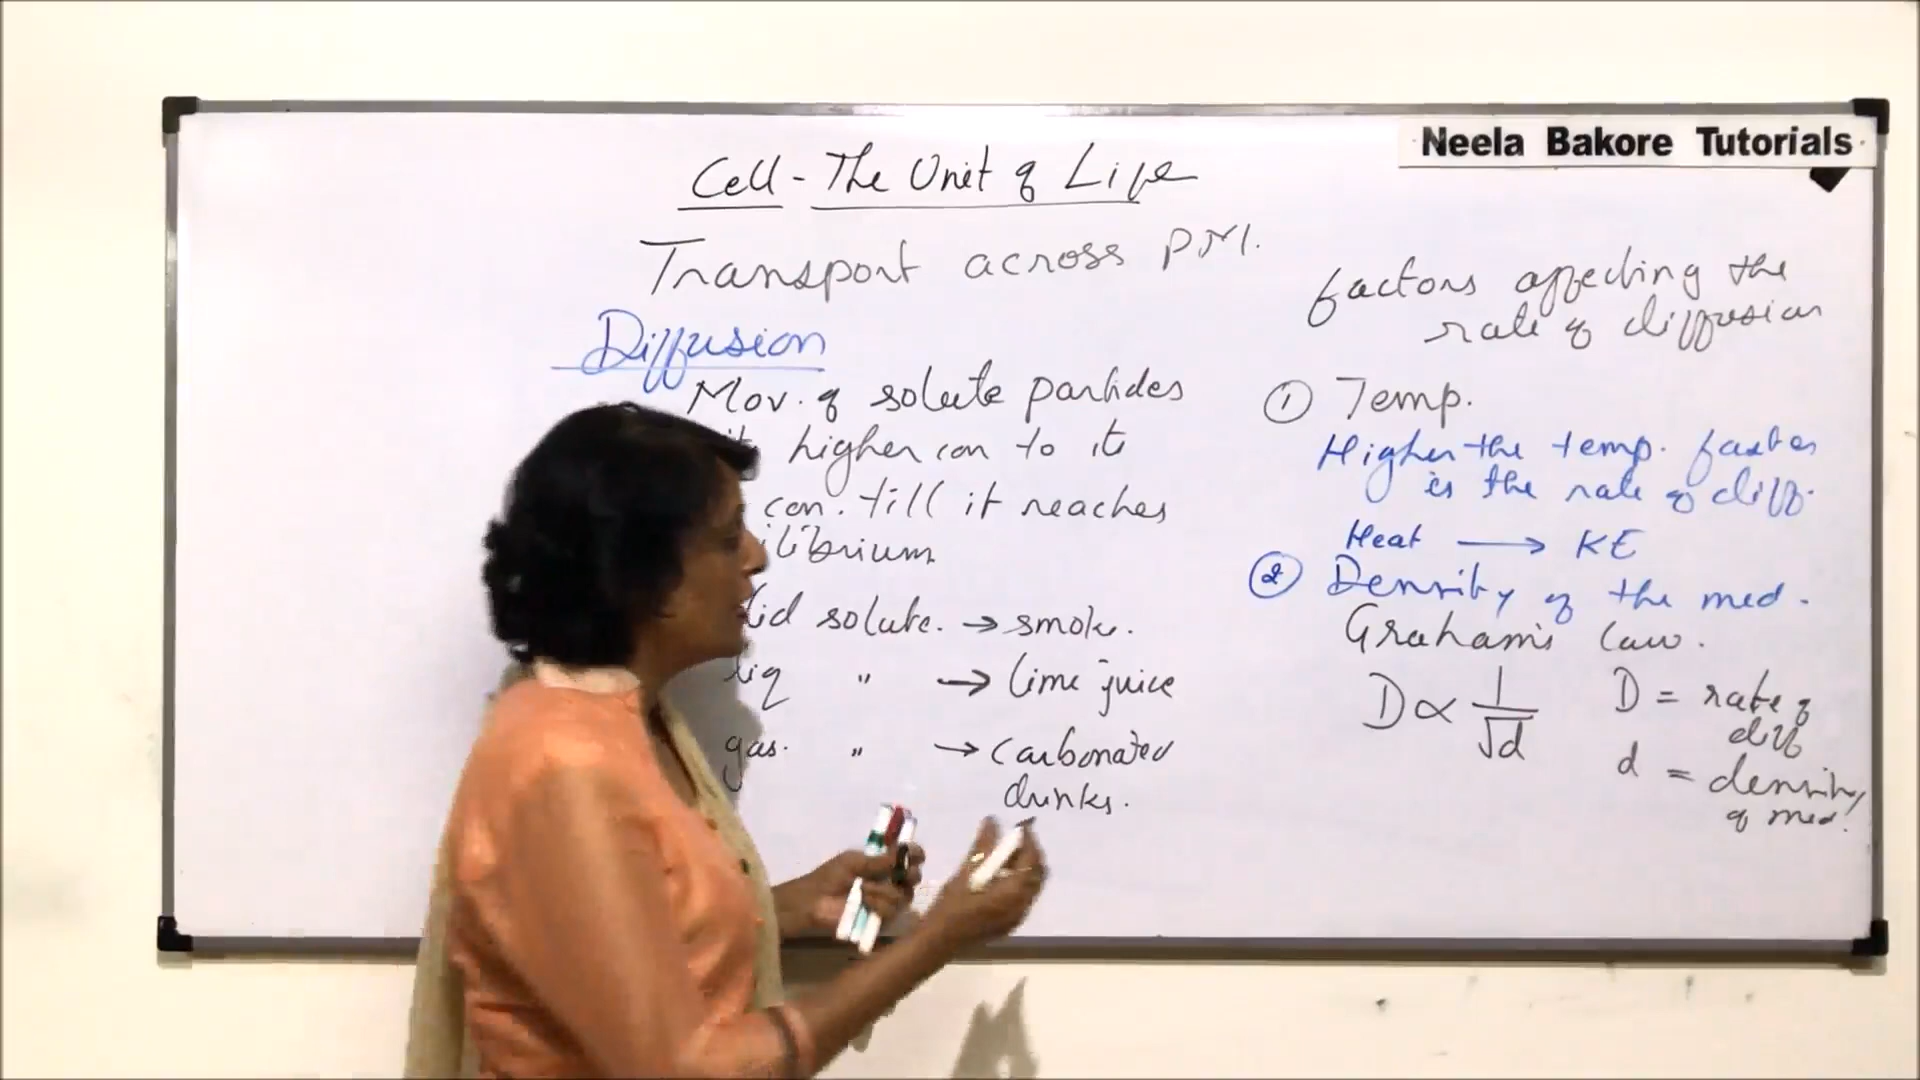 Neela Bakore Tutorials
Cell - The Unit of Life
Transport across PM.
Diffusion
Mov. of solute particles
higher con to it
con. till it reaches
ilibrium
lid solute. → smoke.
liq " → lime juice
gas. " → Carbonated
drinks.
factors affecting the
rate of diffusion
① Temp.
Higher the temp. faster
is the rate of diff.
Heat → KE
② Density of the med.
Graham's law.
D ∝ 1/√d
D = rate of
diff
d = density
of med.